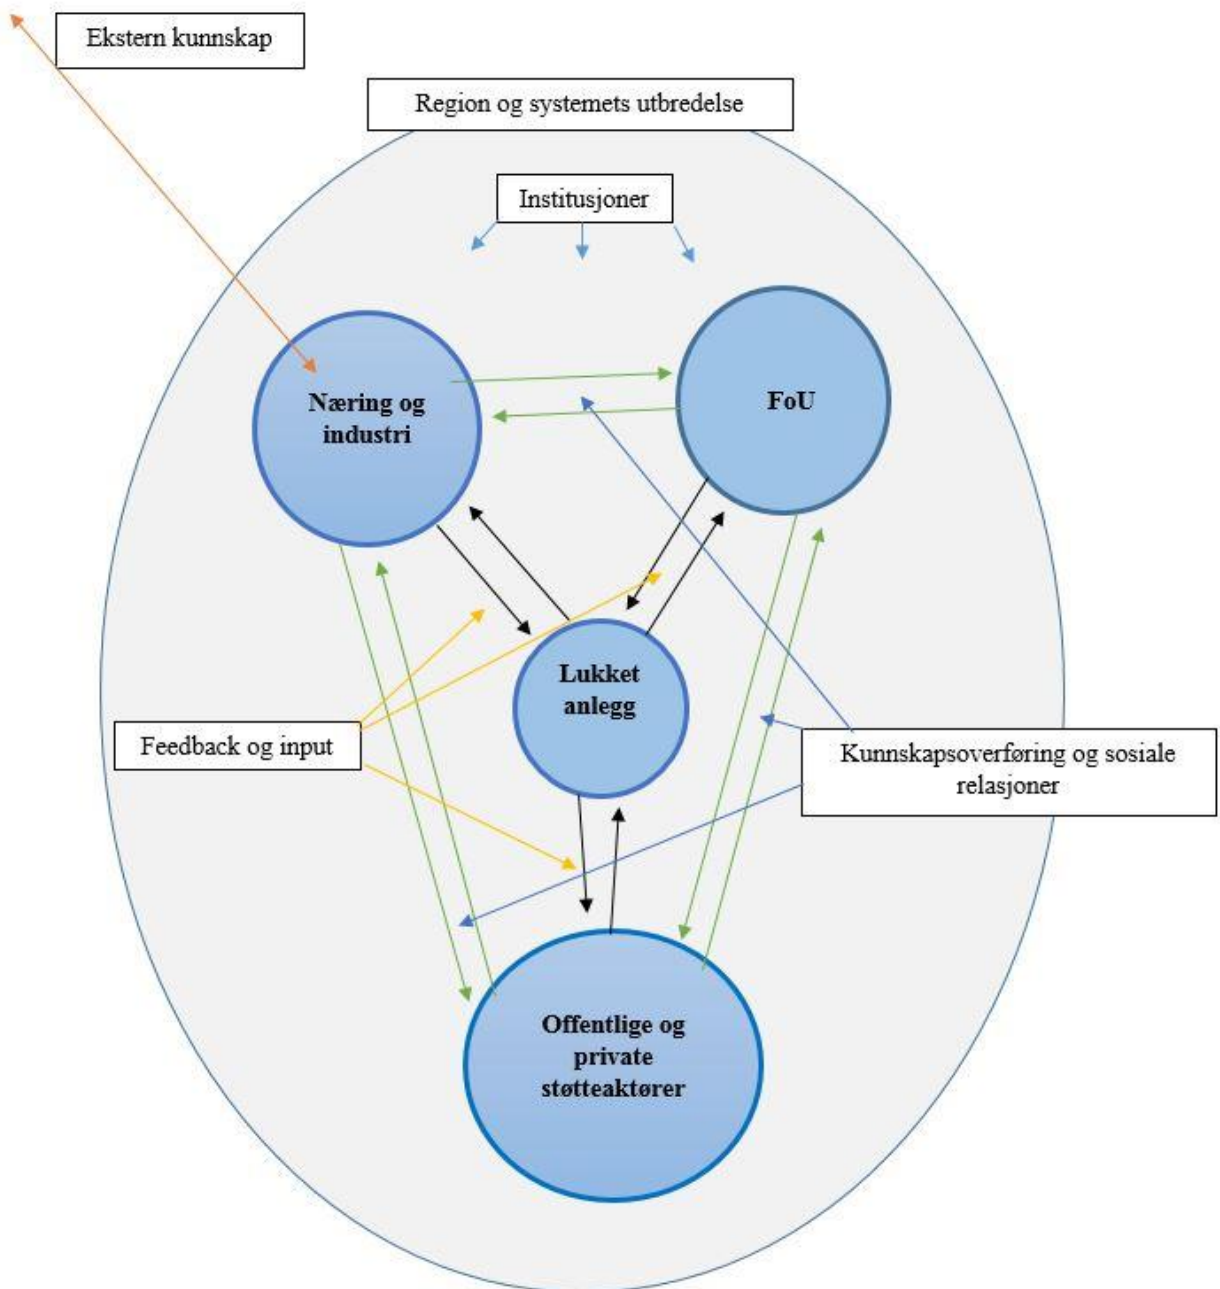 Ekstern kunnskap
Region og systemets utbredelse
Institusjoner
Næring og
industri
FoU
Lukket
anlegg
Feedback og input
Kunnskapsoverføring og sosiale
relasjoner
Offentlige og
private
støtteaktører